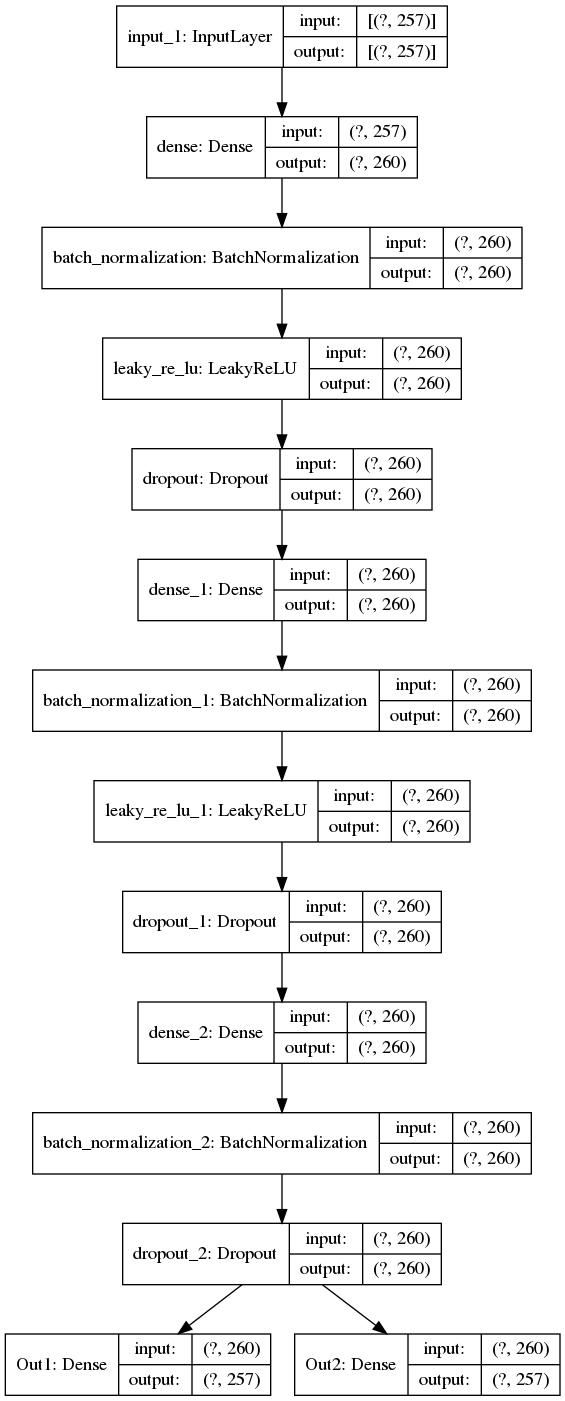 input_1: InputLayer
input:
[(?, 257)]
output:
[(?, 257)]
dense: Dense
input:
(?, 257)
output:
(?, 260)
batch_normalization: BatchNormalization
input:
(?, 260)
output:
(?, 260)
leaky_re_lu: LeakyReLU
input:
(?, 260)
output:
(?, 260)
dropout: Dropout
input:
(?, 260)
output:
(?, 260)
dense_1: Dense
input:
(?, 260)
output:
(?, 260)
batch_normalization_1: BatchNormalization
input:
(?, 260)
output:
(?, 260)
leaky_re_lu_1: LeakyReLU
input:
(?, 260)
output:
(?, 260)
dropout_1: Dropout
input:
(?, 260)
output:
(?, 260)
dense_2: Dense
input:
(?, 260)
output:
(?, 260)
batch_normalization_2: BatchNormalization
input:
(?, 260)
output:
(?, 260)
dropout_2: Dropout
input:
(?, 260)
output:
(?, 260)
Out1: Dense
input:
(?, 260)
output:
(?, 257)
Out2: Dense
input:
(?, 260)
output:
(?, 257)